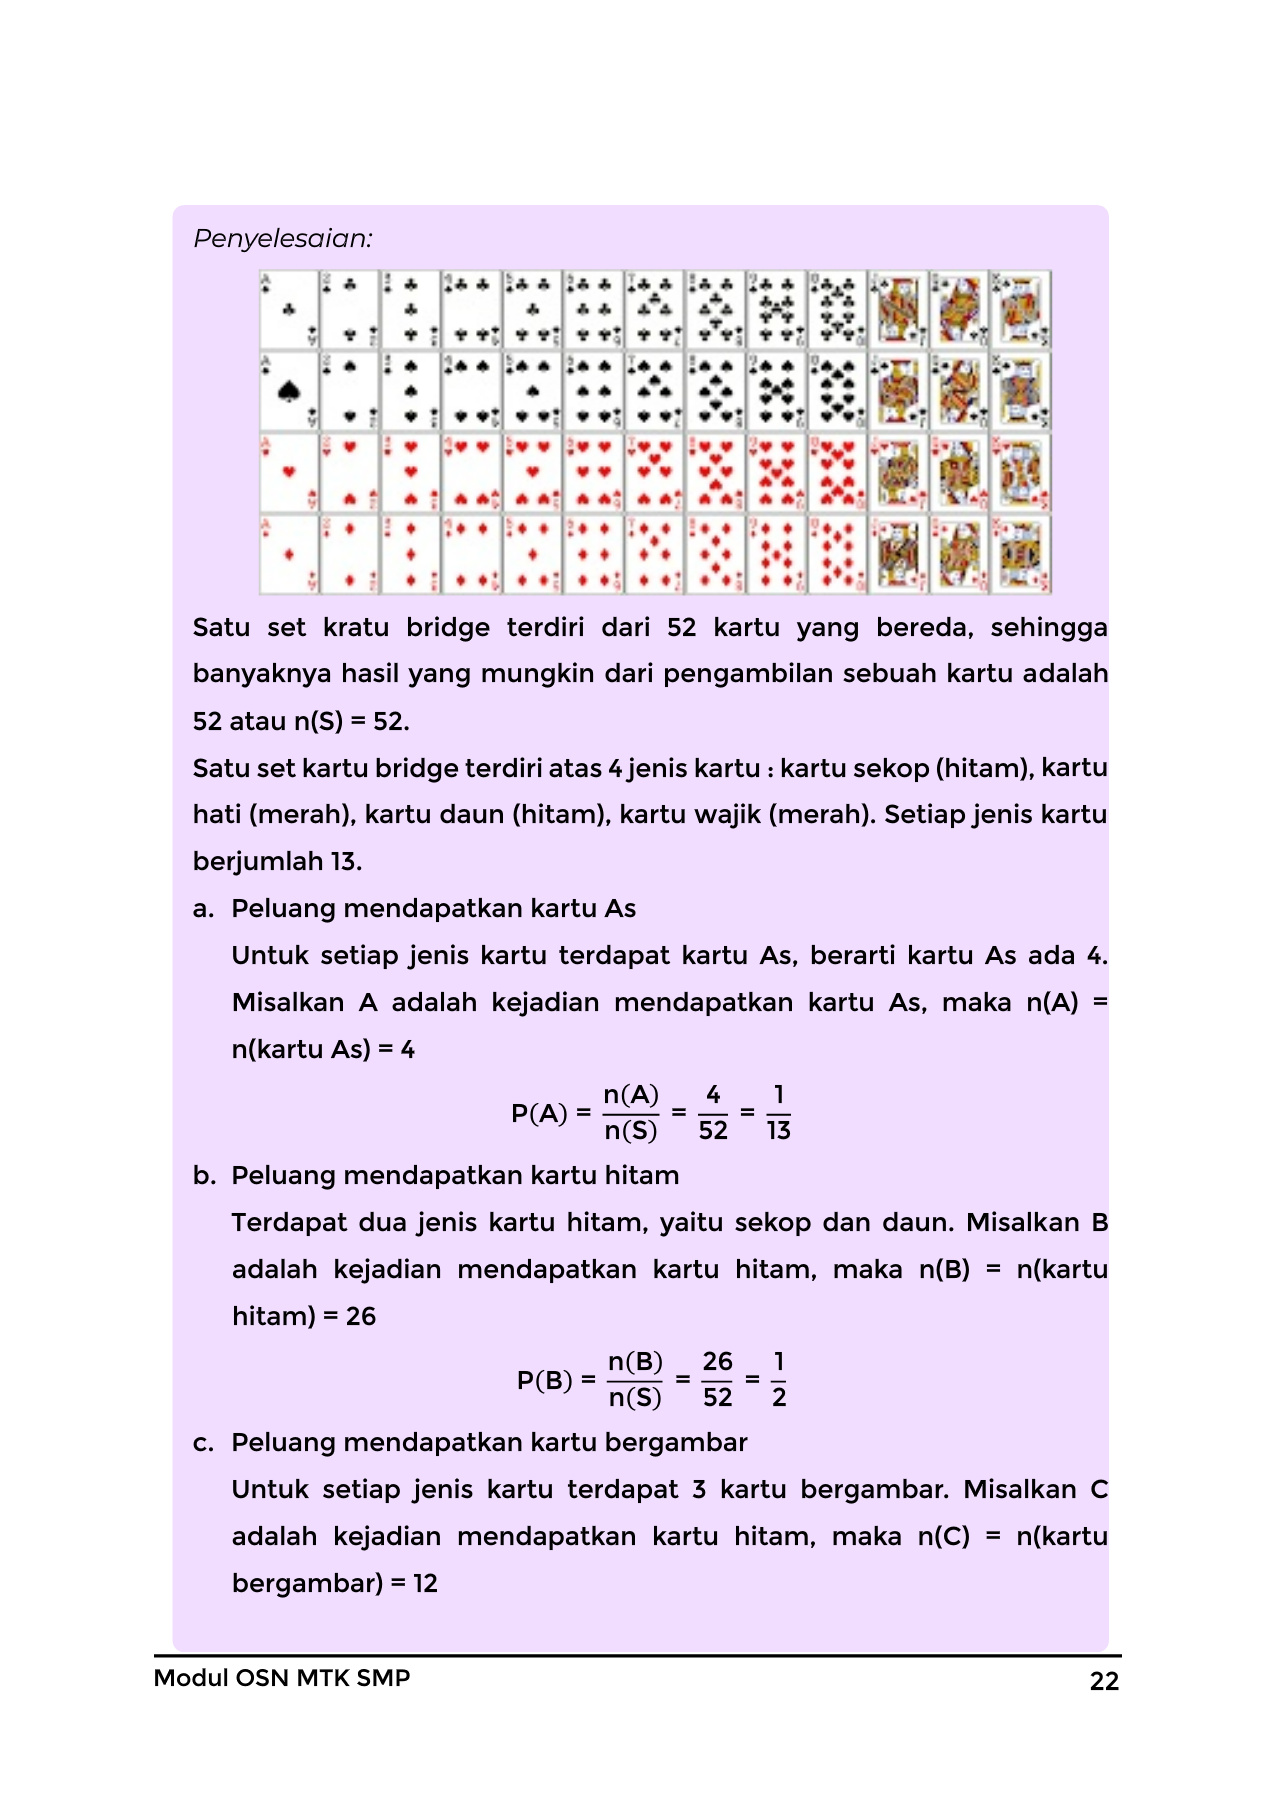 Penyelesaian:
Satu set kratu bridge terdiri dari 52 kartu yang bereda, sehingga
banyaknya hasil yang mungkin dari pengambilan sebuah kartu adalah
52 atau n(S) = 52.
Satu set kartu bridge terdiri atas 4 jenis kartu : kartu sekop (hitam), kartu
hati (merah), kartu daun (hitam), kartu wajik (merah). Setiap jenis kartu
berjumlah 13.
a. Peluang mendapatkan kartu As
Untuk setiap jenis kartu terdapat kartu As, berarti kartu As ada 4.
Misalkan A adalah kejadian mendapatkan kartu As, maka n(A) =
n(kartu As) = 4
P(A) = n(A)/n(S) = 4/52 = 1/13
b. Peluang mendapatkan kartu hitam
Terdapat dua jenis kartu hitam, yaitu sekop dan daun. Misalkan B
adalah kejadian mendapatkan kartu hitam, maka n(B) = n(kartu
hitam) = 26
P(B) = n(B)/n(S) = 26/52 = 1/2
c. Peluang mendapatkan kartu bergambar
Untuk setiap jenis kartu terdapat 3 kartu bergambar. Misalkan C
adalah kejadian mendapatkan kartu hitam, maka n(C) = n(kartu
bergambar) = 12
Modul OSN MTK SMP
22